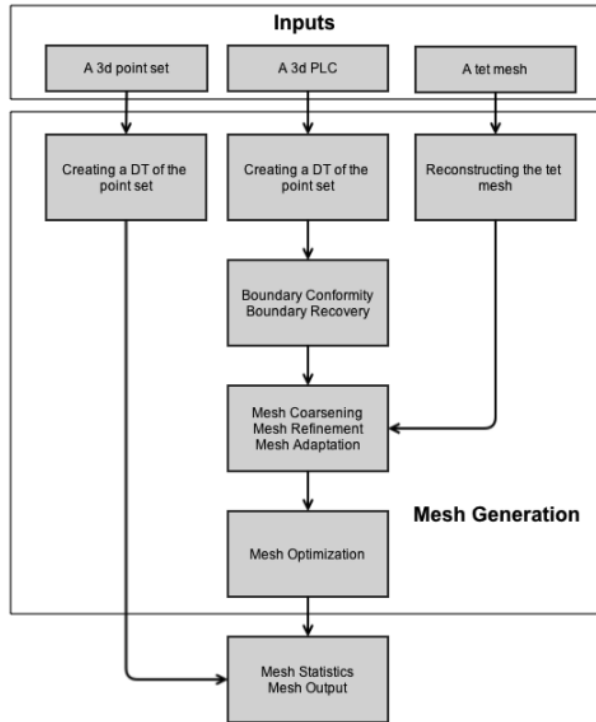 Inputs
A 3d point set
A 3d PLC
A tet mesh
Creating a DT of the
point set
Creating a DT of the
point set
Reconstructing the tet
mesh
Boundary Conformity
Boundary Recovery
Mesh Coarsening
Mesh Refinement
Mesh Adaptation
Mesh Generation
Mesh Optimization
Mesh Statistics
Mesh Output